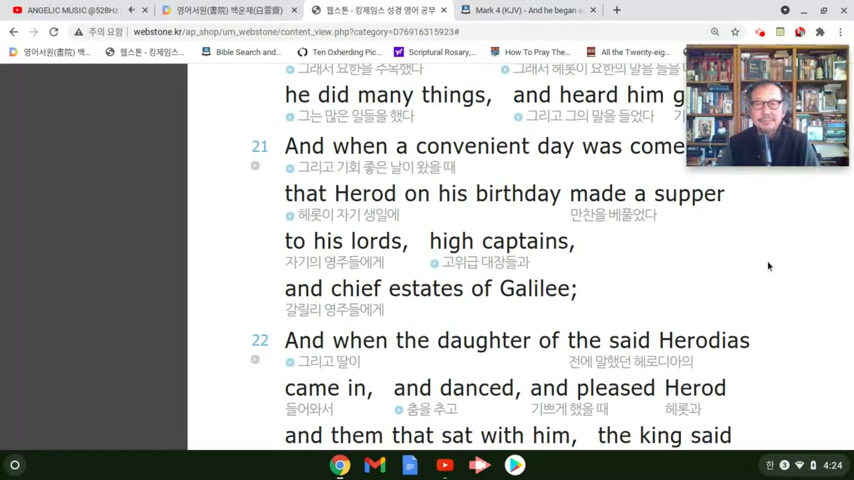 ANGELIC MUSIC @528Hz
영어서원(書院) 백운재(白雲齋)
웹스톤 - 킹제임스 성경 영어 공부
Mark 4 (KJV) - And he began a
주의 요함
webstone.kr/ap_shop/um_webstone/content_view.php?category=D76916315923#
영어서원(書院) 백...
웹스톤 - 킹제임스...
Bible Search and...
Ten Oxherding Pic...
Scriptural Rosary,...
How To Pray The...
All the Twenty-eig...
그래서 요한을 주목했다
그래서 헤롯이 요한의 말을 들을
he did many things, and heard him g
그는 많은 일들을 했다
그리고 그의 말을 들었다
21 And when a convenient day was come
그리고 기회 좋은 날이 왔을 때
that Herod on his birthday made a supper
헤롯이 자기 생일에
만찬을 베풀었다
to his lords, high captains,
자기의 영주들에게
고위급 대장들과
and chief estates of Galilee;
갈릴리 영주들에게
22 And when the daughter of the said Herodias
그리고 딸이
전에 말했던 헤로디아의
came in, and danced, and pleased Herod
들어와서
춤을 추고
기쁘게 했을 때
헤롯과
and them that sat with him, the king said
한
3
4:24